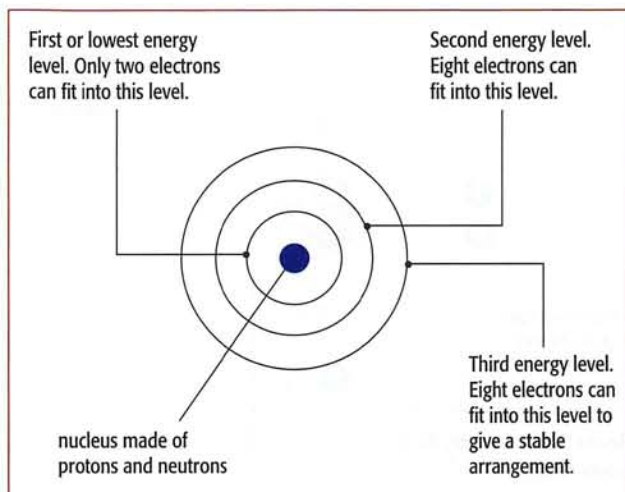 First or lowest energy
level. Only two electrons
can fit into this level.
Second energy level.
Eight electrons can
fit into this level.
nucleus made of
protons and neutrons
Third energy level.
Eight electrons can
fit into this level to
give a stable
arrangement.